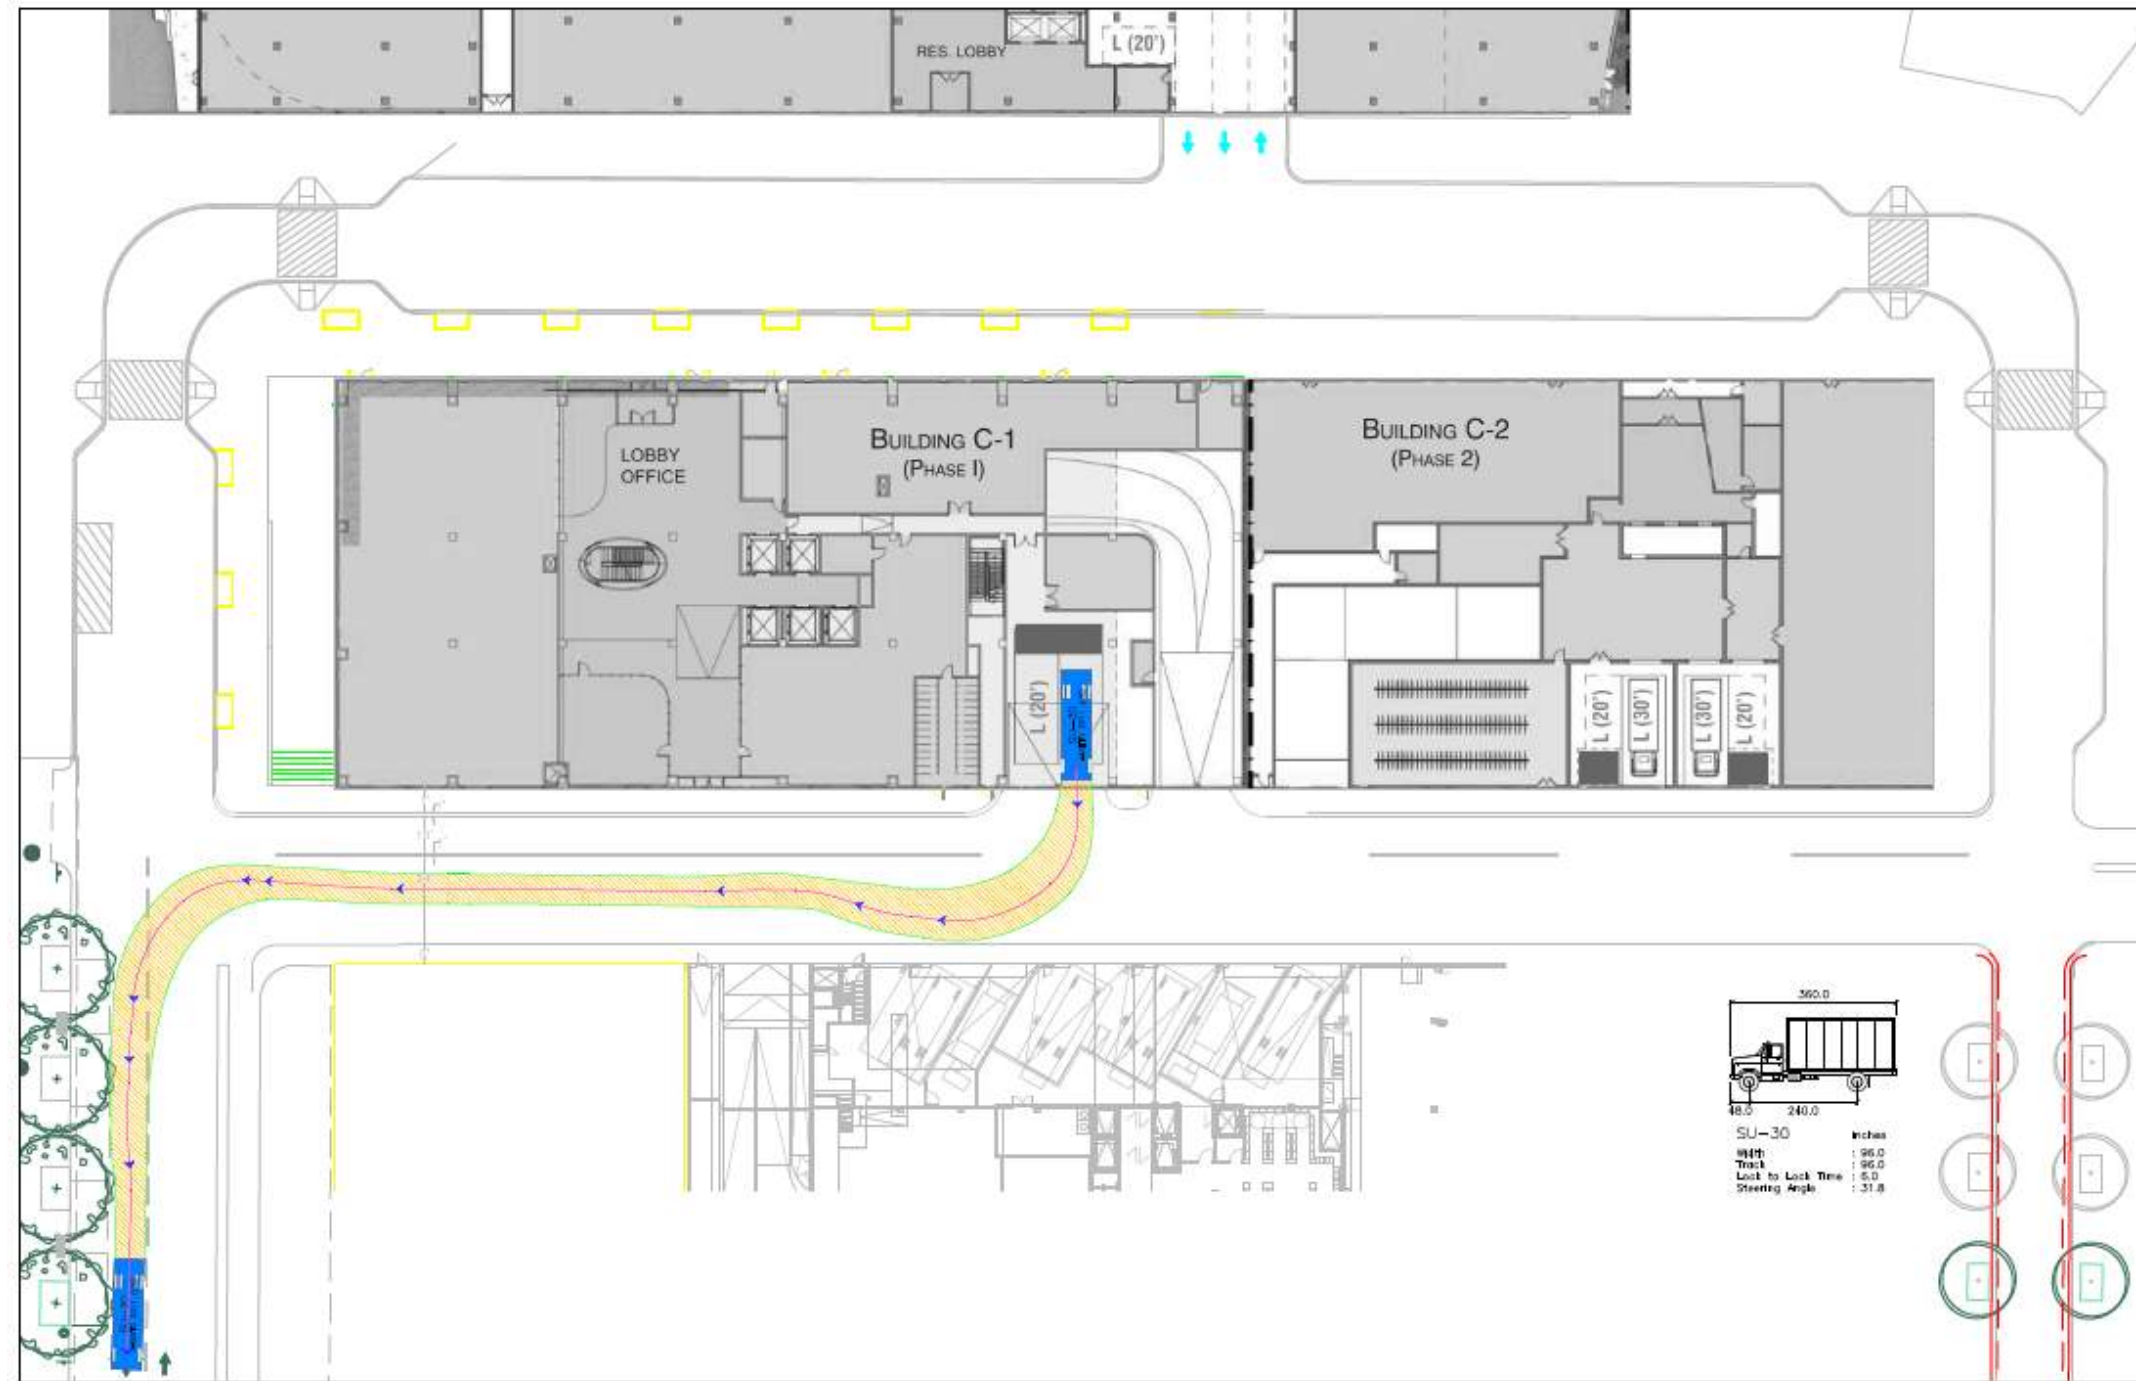 RES. LOBBY
L (20')
LOBBY
OFFICE
BUILDING C-1
(PHASE I)
BUILDING C-2
(PHASE 2)
L (20')
SU-30
L (20')
L (30')
L (30')
L (20')
360.0
48.0 240.0
SU-30 inches
Width : 96.0
Track : 96.0
Lock to Lock Time : 6.0
Steering Angle : 31.8